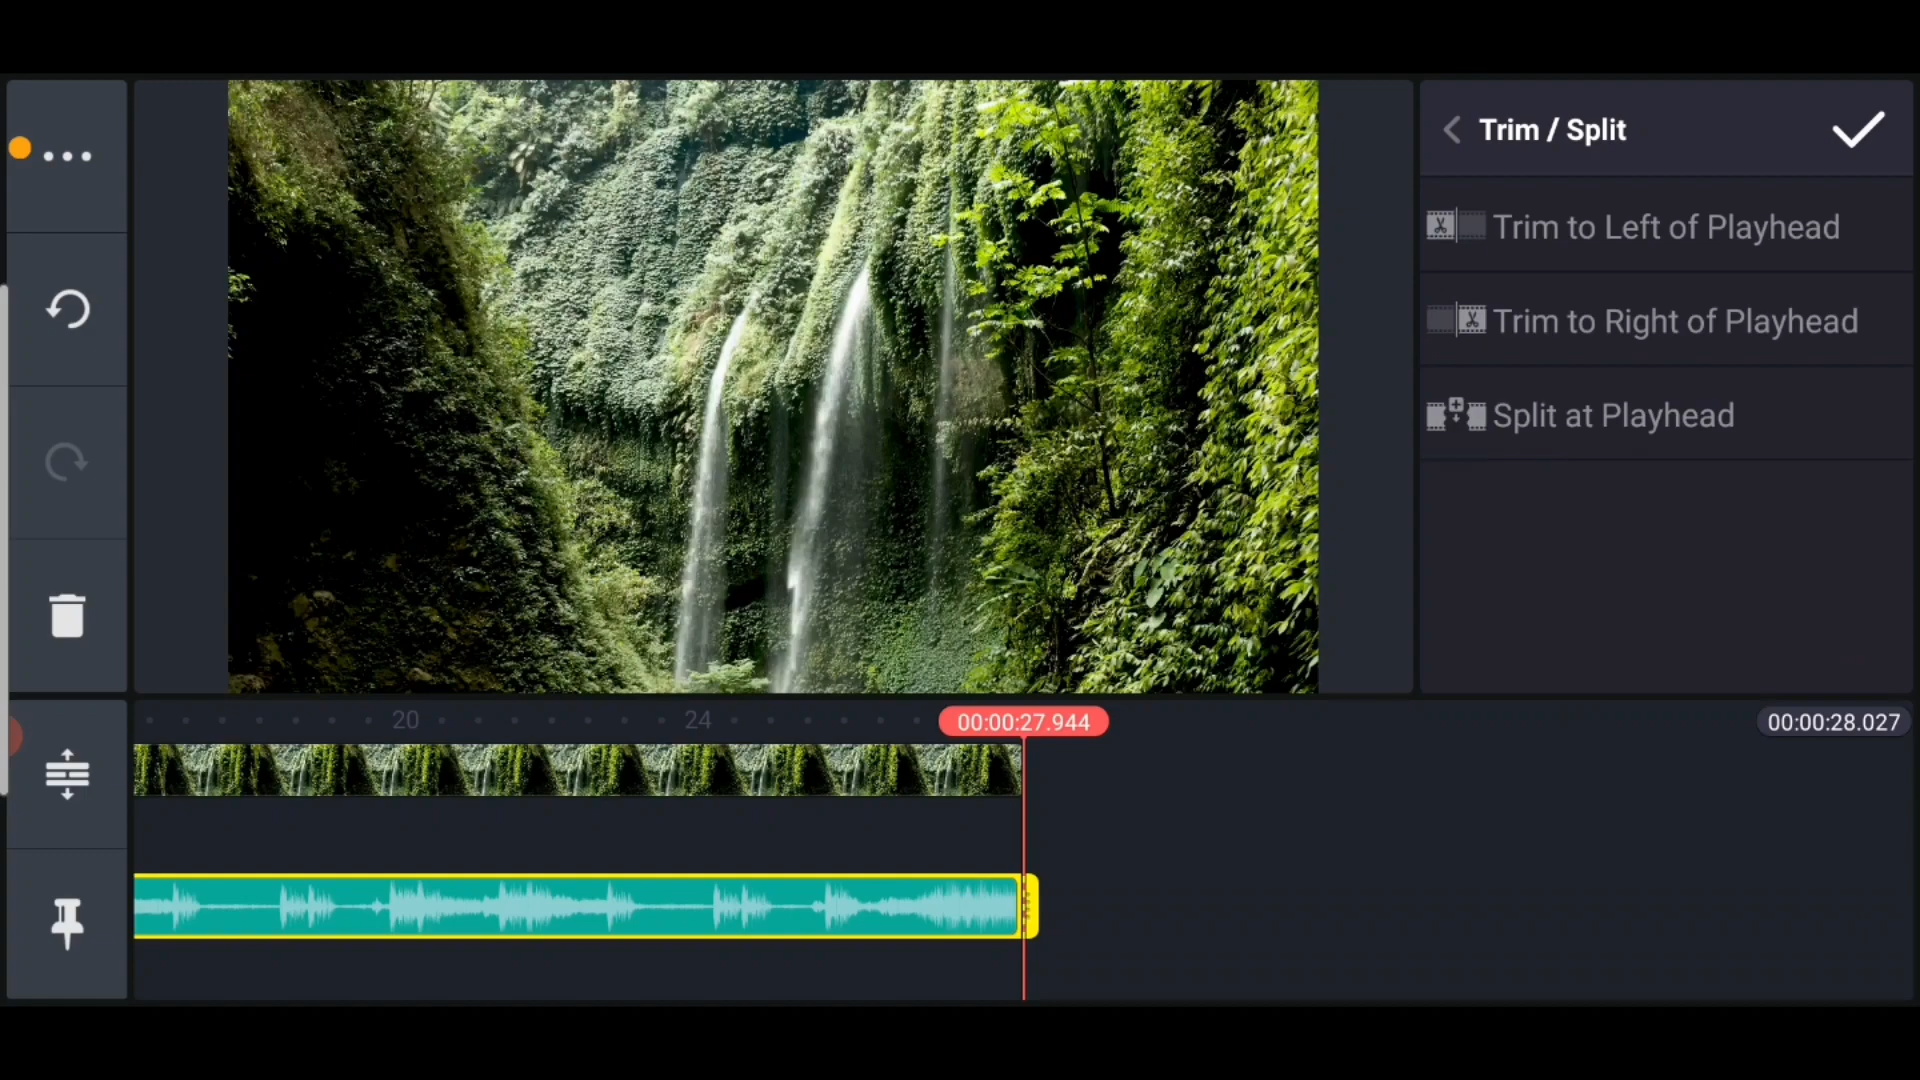 Trim / Split
Trim to Left of Playhead
Trim to Right of Playhead
Split at Playhead
20
24
00:00:27.944
00:00:28.027